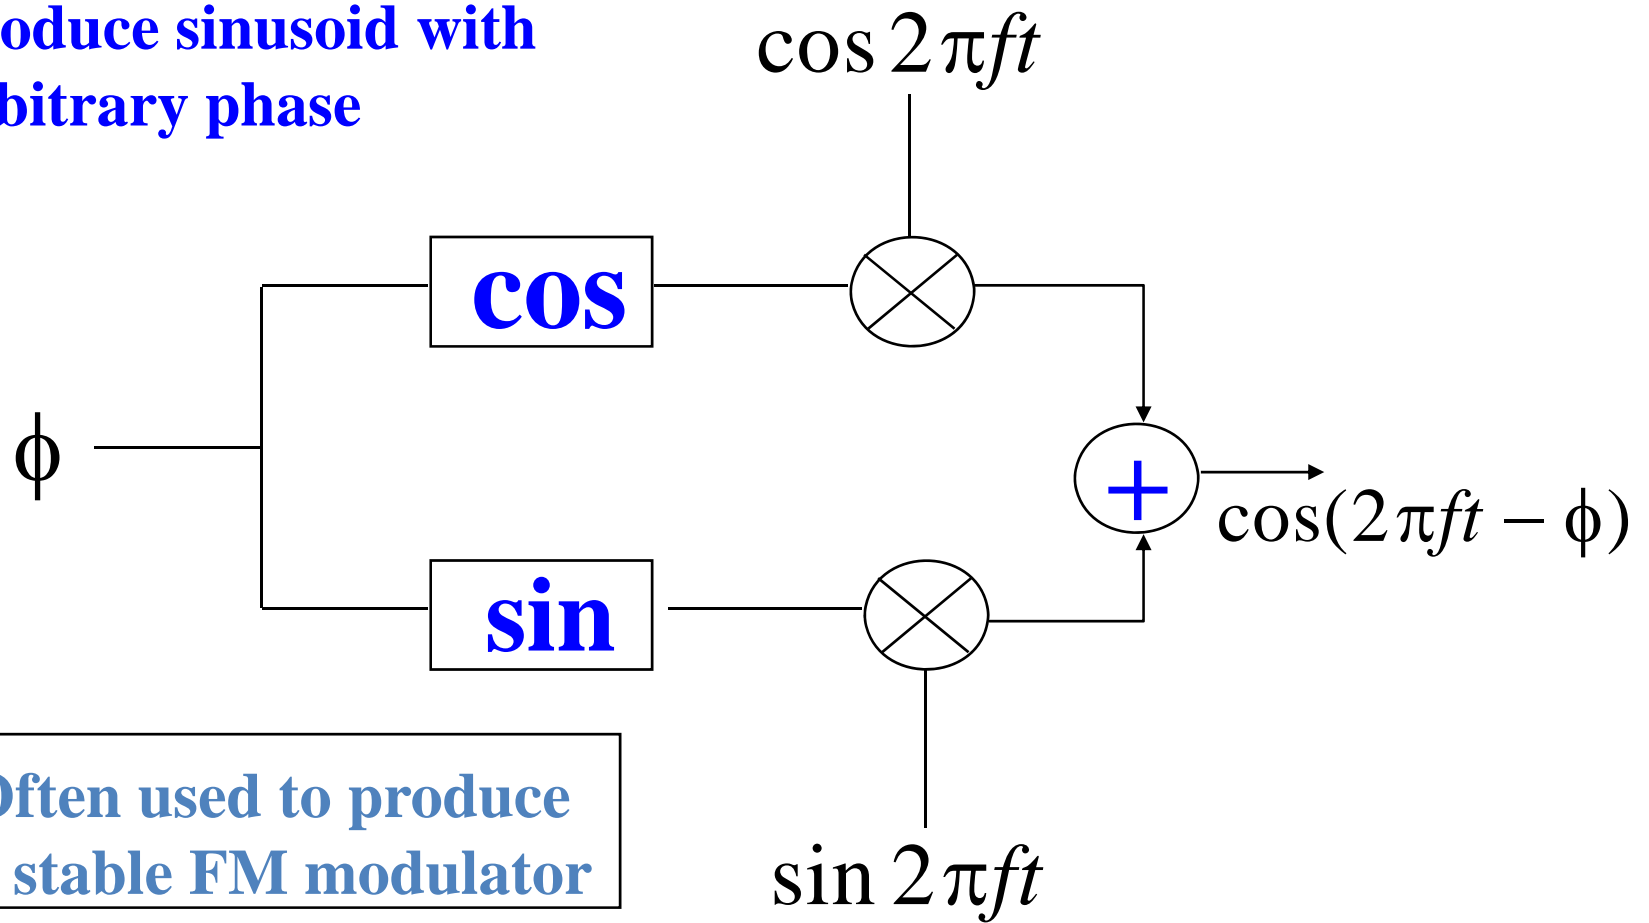 oduce sinusoid with
bitrary phase
cos 2πft
cos
ϕ
+
cos(2πft − ϕ)
sin
Often used to produce
stable FM modulator
sin 2πft